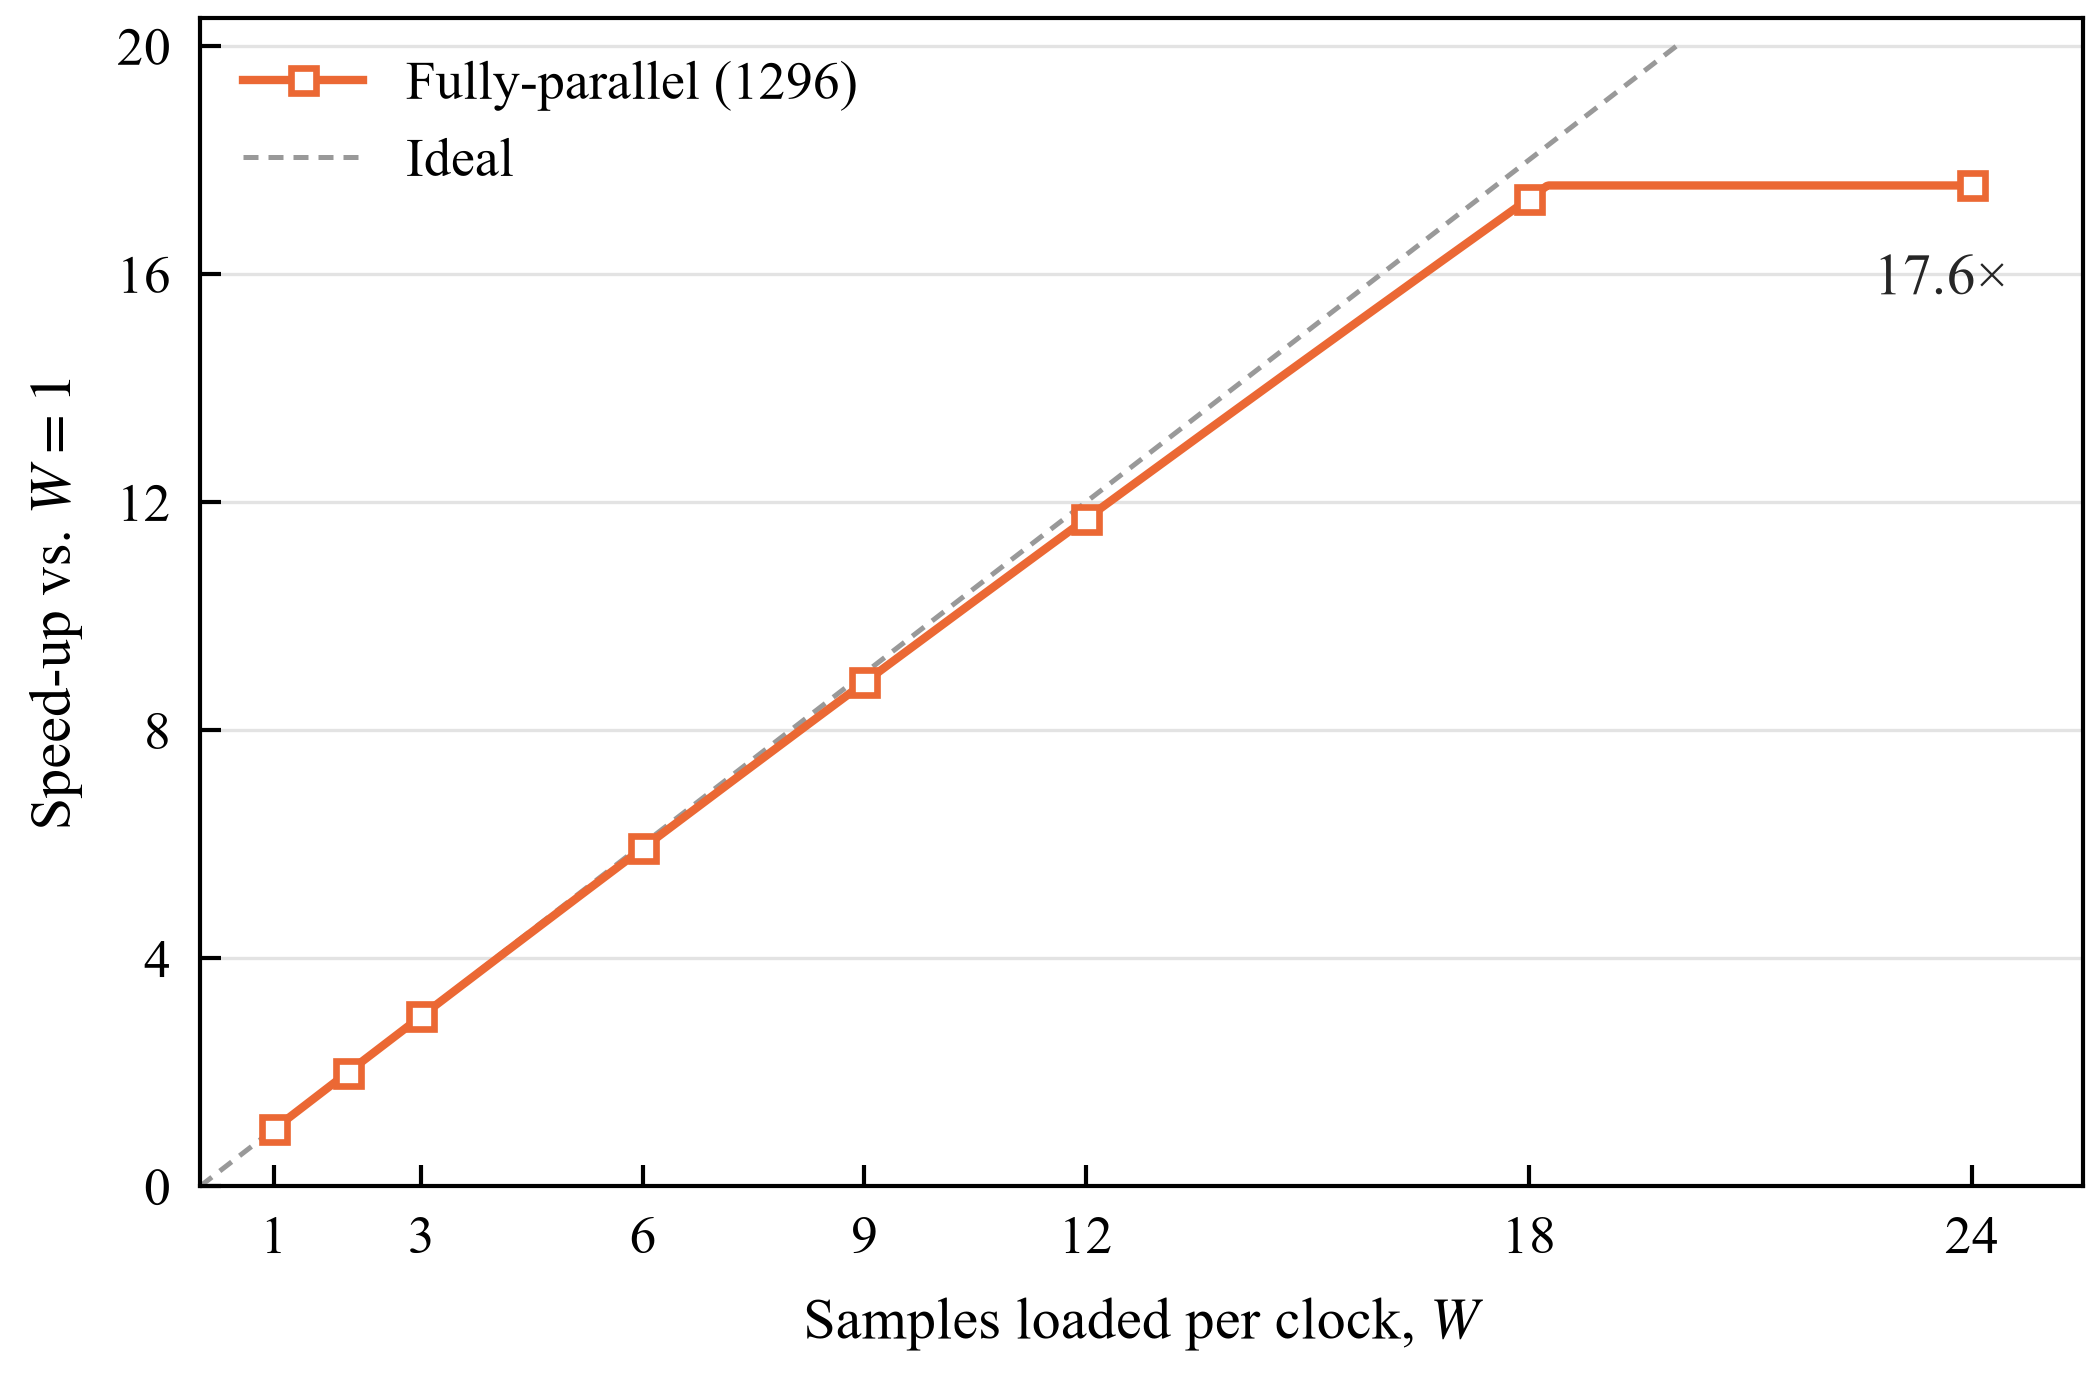 Fully-parallel (1296)
Ideal
20
16
12
8
4
0
17.6×
Speed-up vs. W = 1
1 3 6 9 12 18 24
Samples loaded per clock, W